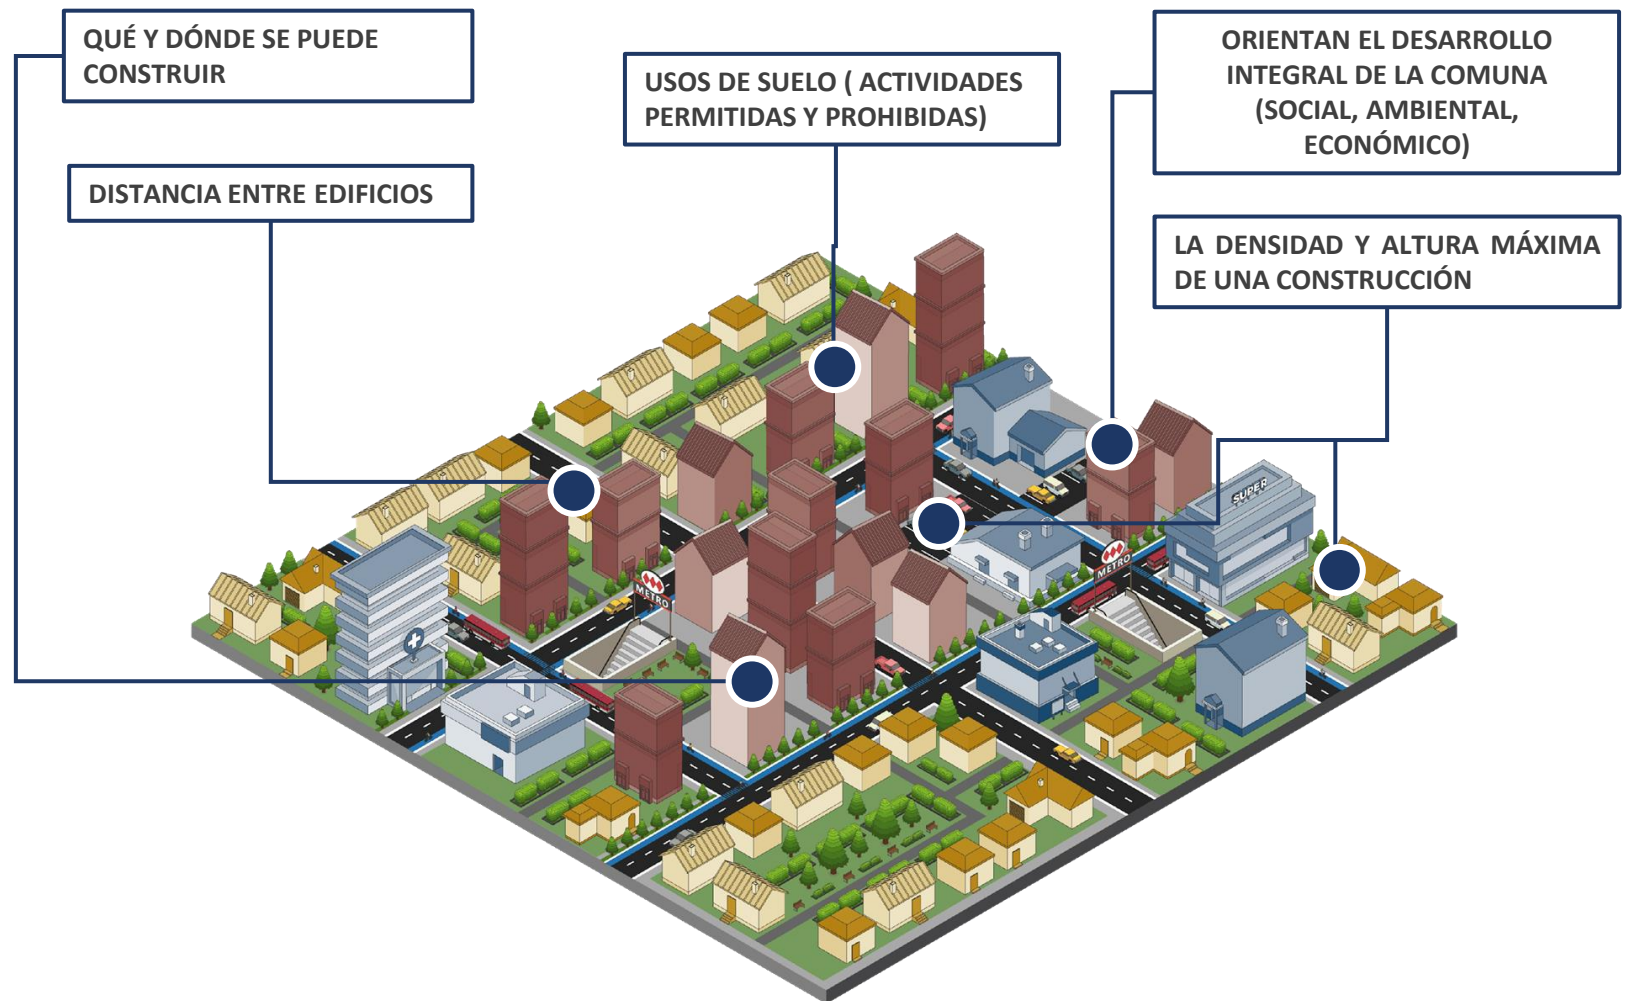 QUÉ Y DÓNDE SE PUEDE
CONSTRUIR
USOS DE SUELO ( ACTIVIDADES
PERMITIDAS Y PROHIBIDAS)
ORIENTAN EL DESARROLLO
INTEGRAL DE LA COMUNA
(SOCIAL, AMBIENTAL,
ECONÓMICO)
DISTANCIA ENTRE EDIFICIOS
LA DENSIDAD Y ALTURA MÁXIMA
DE UNA CONSTRUCCIÓN
SUPER
METRO
METRO